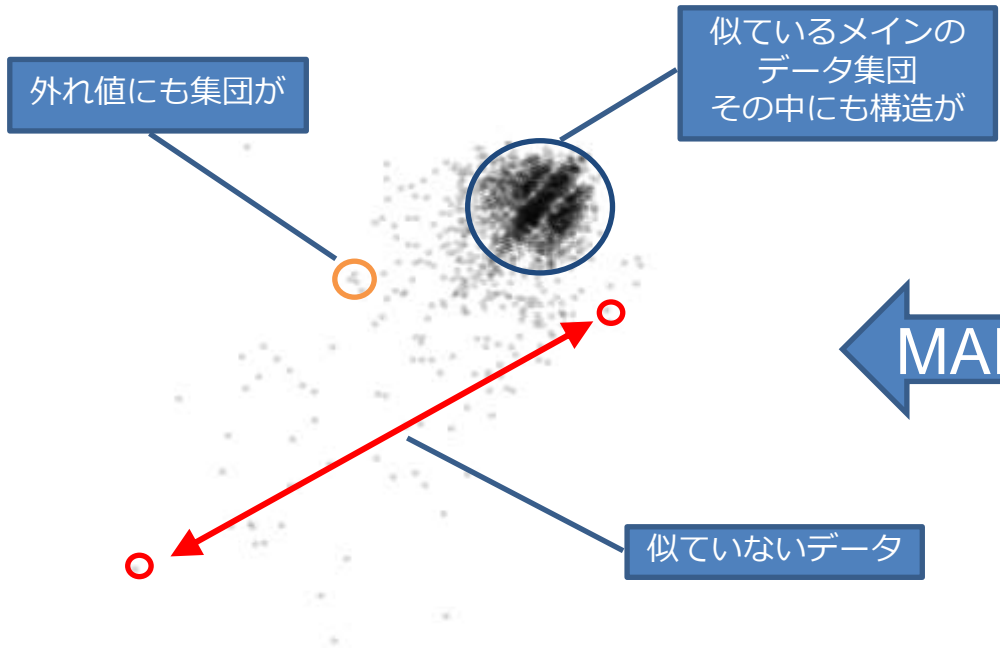 似ているメインの
データ集団
その中にも構造が
外れ値にも集団が
似ていないデータ